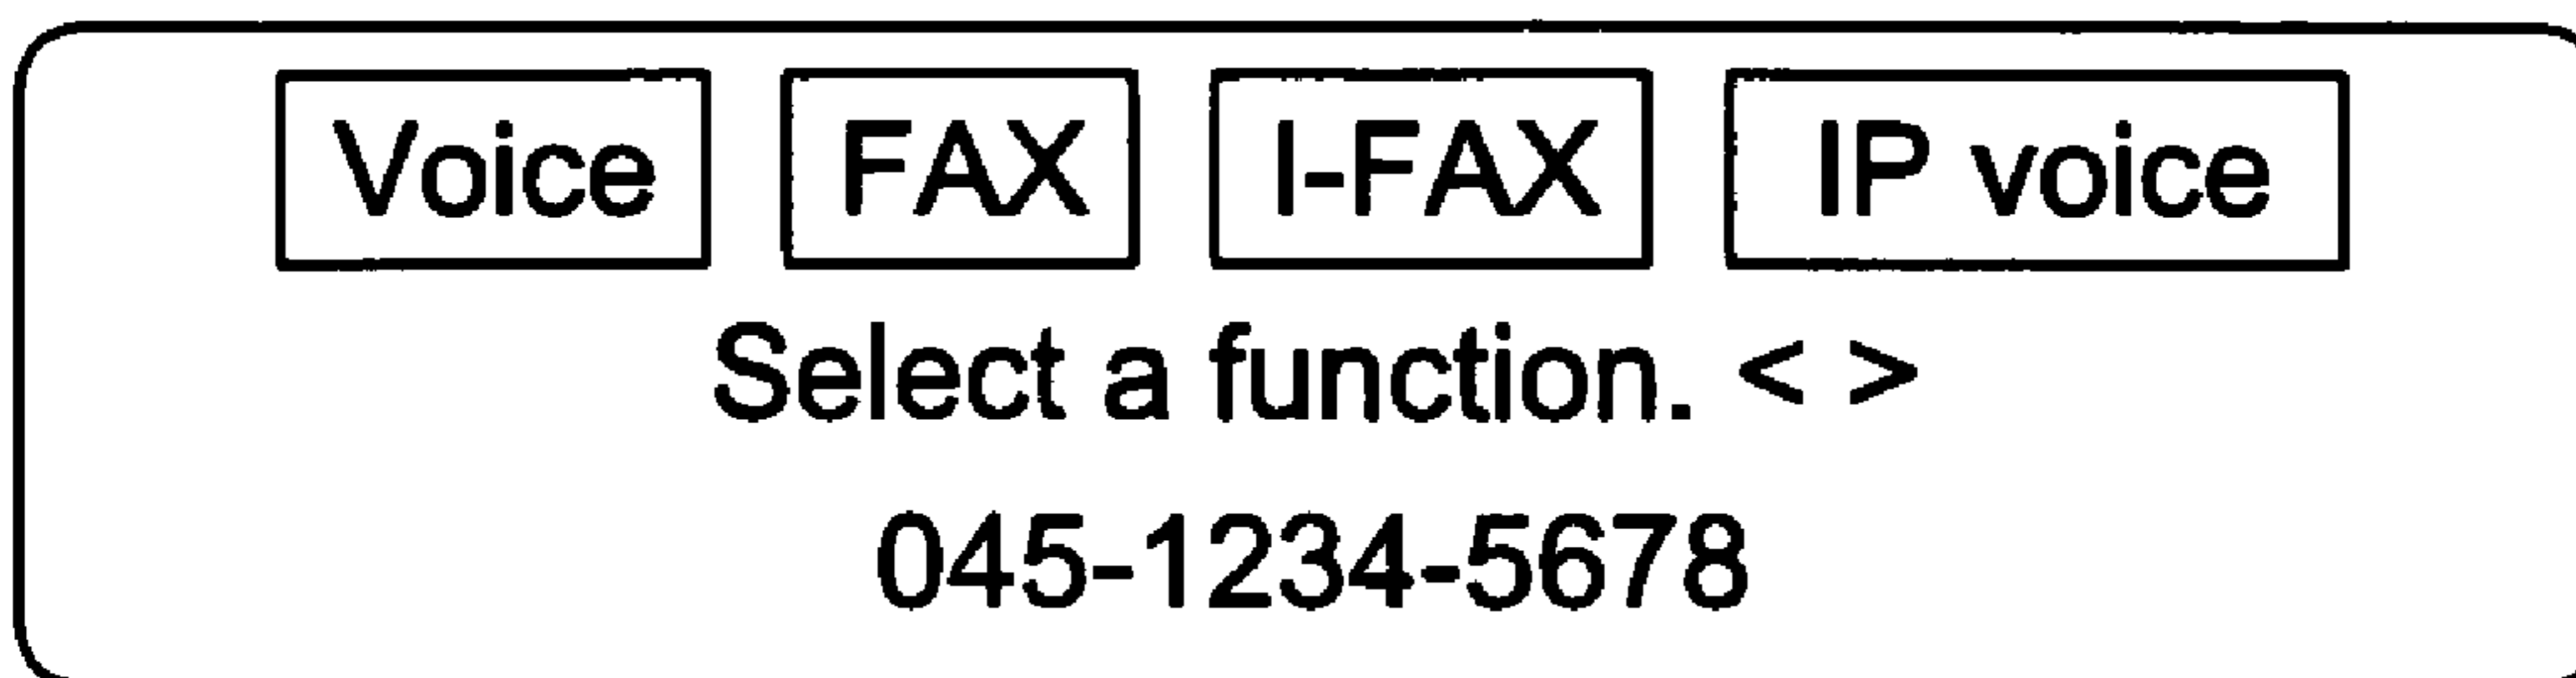 Voice FAX I-FAX IP voice
Select a function. < >
045-1234-5678